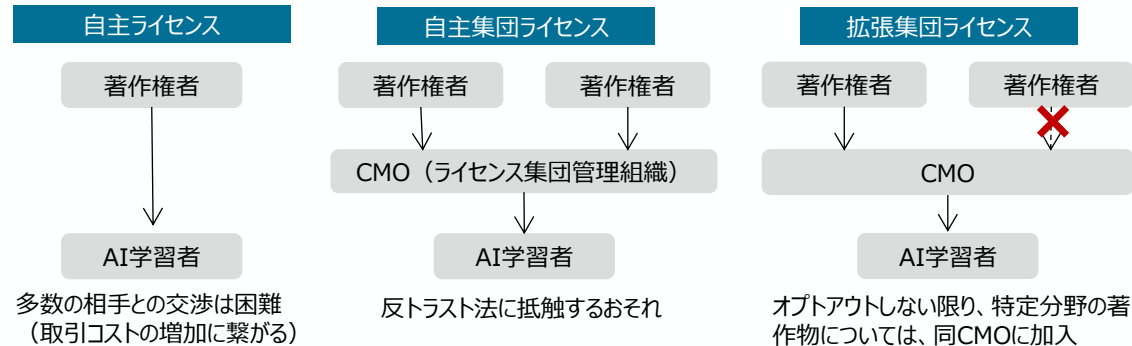 自主ライセンス
著作権者
AI学習者
多数の相手との交渉は困難
（取引コストの増加に繋がる）
自主集団ライセンス
著作権者
著作権者
CMO（ライセンス集団管理組織）
AI学習者
反トラスト法に抵触するおそれ
拡張集団ライセンス
著作権者
著作権者
CMO
AI学習者
オプトアウトしない限り、特定分野の著
作物については、同CMOに加入